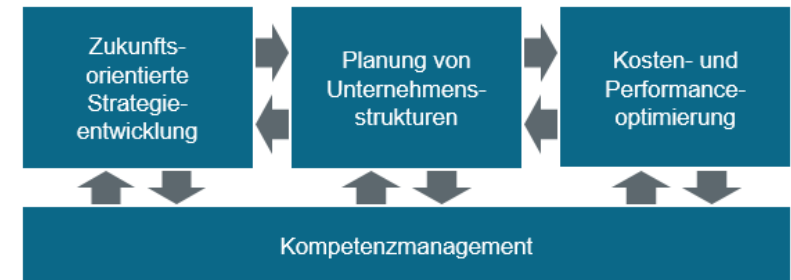 Zukunfts-
orientierte
Strategie-
entwicklung
Planung von
Unternehmens-
strukturen
Kosten- und
Performance-
optimierung
Kompetenzmanagement